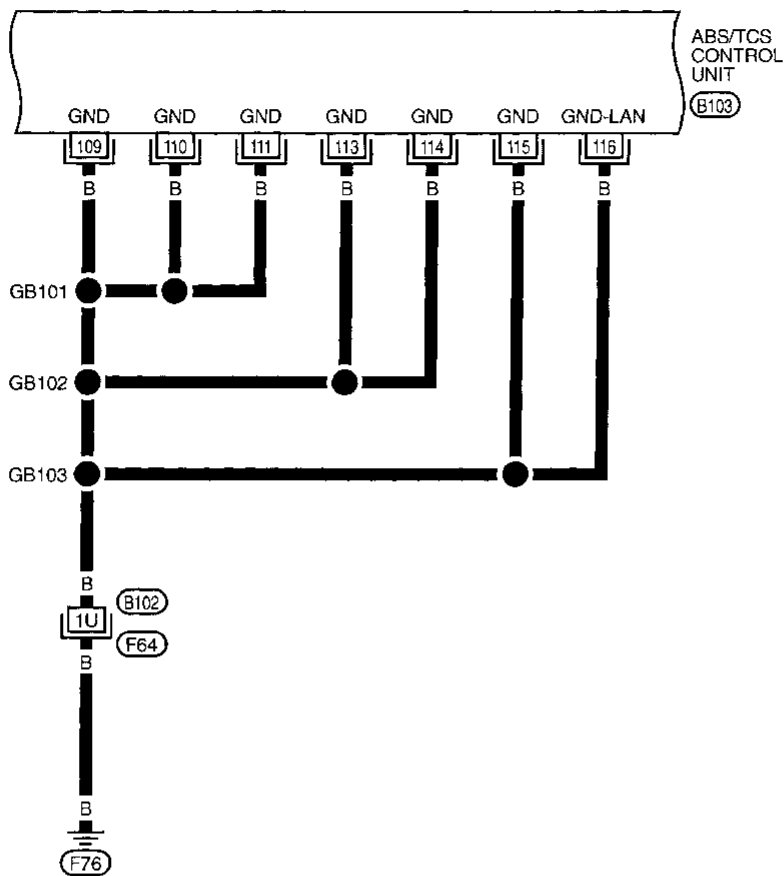 ABS/TCS
CONTROL
UNIT
B103
GND GND GND GND GND GND GND-LAN
109 110 111 113 114 115 116
B B B B B B B
GB101
GB102
GB103
B
B102
1U
F64
B
B
F76